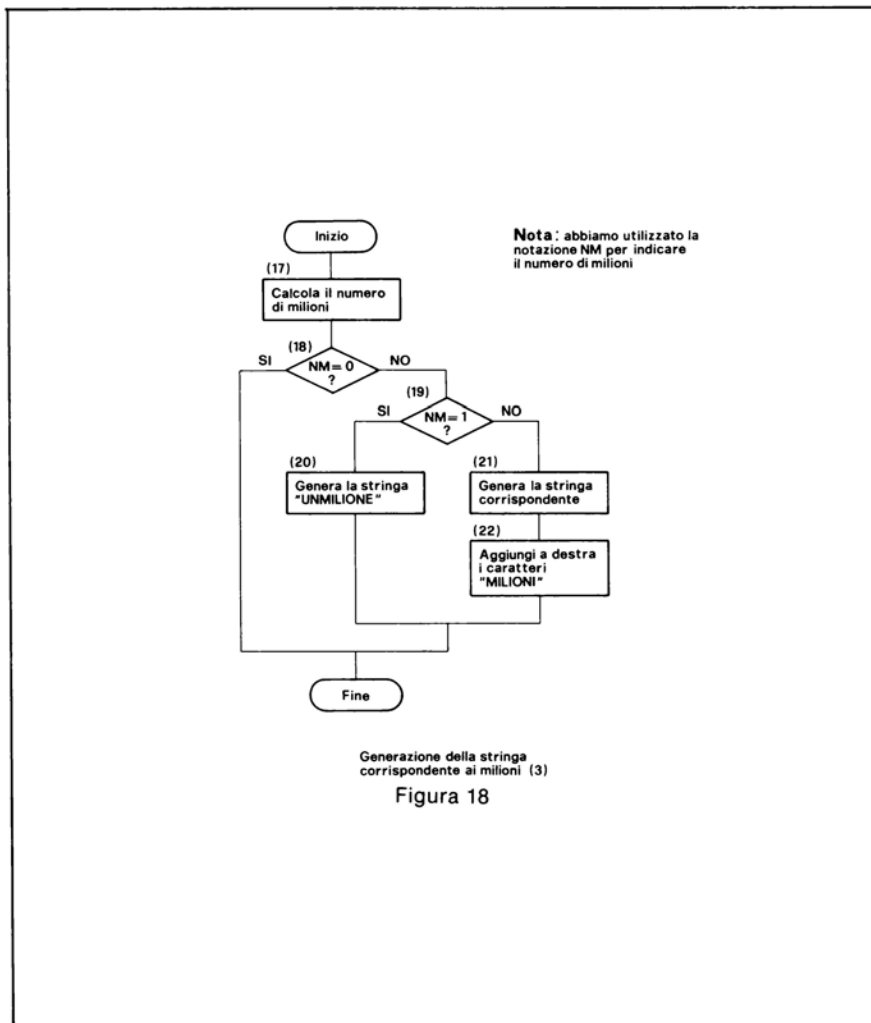 Inizio
Nota: abbiamo utilizzato la
notazione NM per indicare
il numero di milioni
(17)
Calcola il numero
di milioni
(18)
SI
NM=0
?
NO
(19)
SI
NM=1
?
NO
(20)
Genera la stringa
"UNMILIONE"
(21)
Genera la stringa
corrispondente
(22)
Aggiungi a destra
i caratteri
"MILIONI"
Fine
Generazione della stringa
corrispondente ai milioni (3)
Figura 18